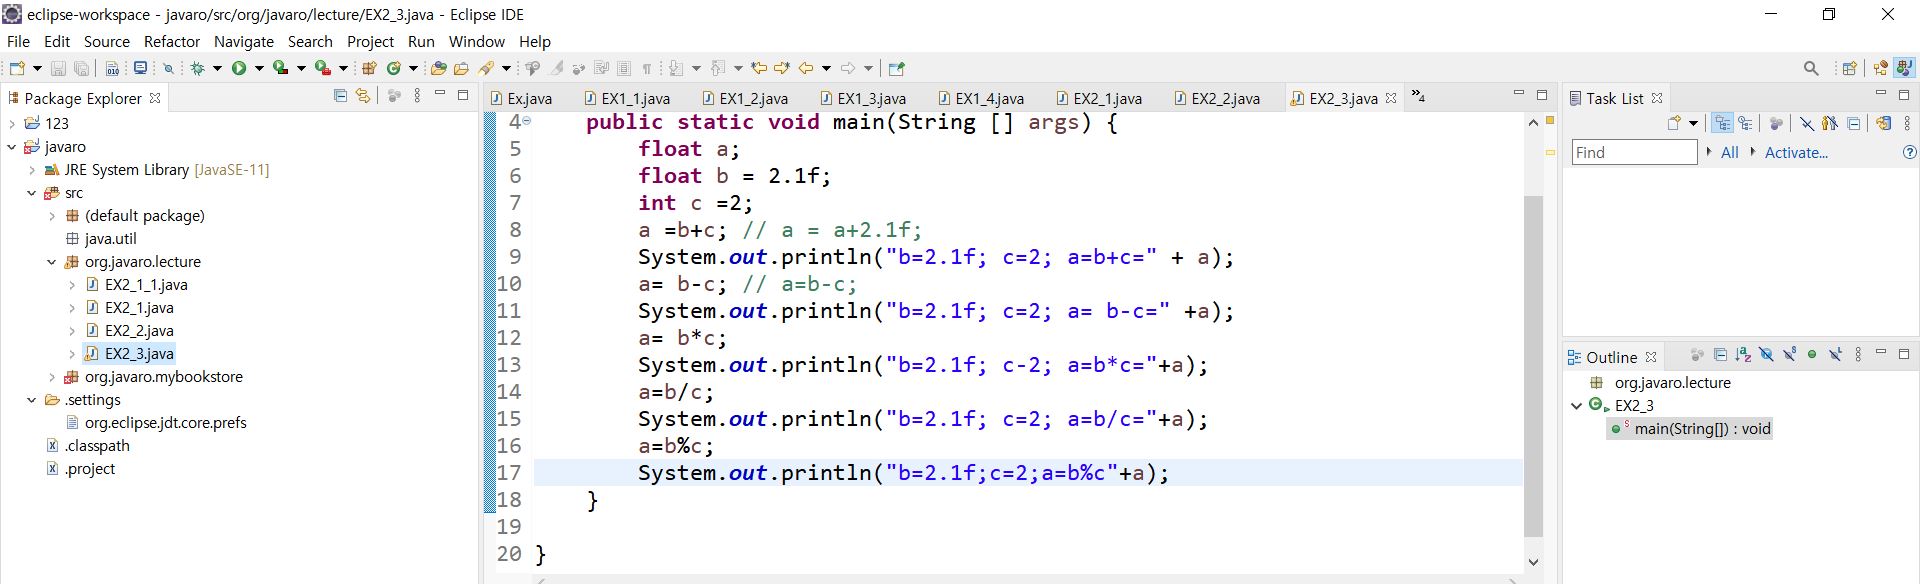 eclipse-workspace - javaro/src/org/javaro/lecture/EX2_3.java - Eclipse IDE
File Edit Source Refactor Navigate Search Project Run Window Help
Package Explorer
123
javaro
JRE System Library [JavaSE-11]
src
(default package)
java.util
org.javaro.lecture
EX2_1_1.java
EX2_1.java
EX2_2.java
EX2_3.java
org.javaro.mybookstore
.settings
org.eclipse.jdt.core.prefs
.classpath
.project
Ex.java EX1_1.java EX1_2.java EX1_3.java EX1_4.java EX2_1.java EX2_2.java EX2_3.java »4
4 public static void main(String [] args) {
5 float a;
6 float b = 2.1f;
7 int c =2;
8 a =b+c; // a = a+2.1f;
9 System.out.println("b=2.1f; c=2; a=b+c=" + a);
10 a= b-c; // a=b-c;
11 System.out.println("b=2.1f; c=2; a= b-c=" +a);
12 a= b*c;
13 System.out.println("b=2.1f; c-2; a=b*c="+a);
14 a=b/c;
15 System.out.println("b=2.1f; c=2; a=b/c="+a);
16 a=b%c;
17 System.out.println("b=2.1f;c=2;a=b%c"+a);
18 }
19
20 }
Task List
Find All Activate...
Outline
org.javaro.lecture
EX2_3
main(String[]) : void